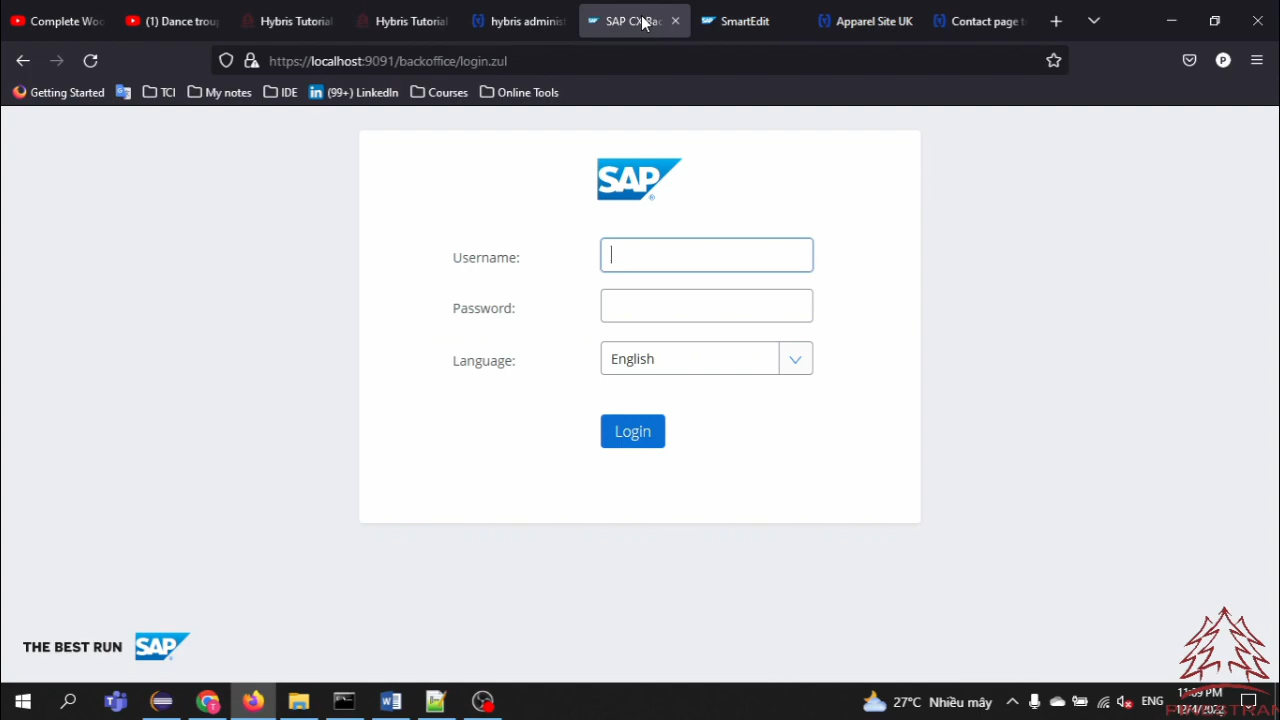 Complete Woo
(1) Dance trou
Hybris Tutorial
Hybris Tutorial
hybris adminis
SAP CX Bac
SmartEdit
Apparel Site UK
Contact page t
https://localhost:9091/backoffice/login.zul
P
Getting Started
TCI
My notes
IDE
(99+) LinkedIn
Courses
Online Tools
SAP
Username:
Password:
Language:
English
Login
THE BEST RUN SAP
27°C Nhiều mây
ENG
11:09 PM